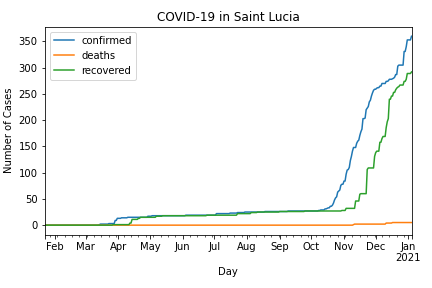 COVID-19 in Saint Lucia
confirmed
deaths
recovered
Number of Cases
350
300
250
200
150
100
50
0
Feb Mar Apr May Jun Jul Aug Sep Oct Nov Dec Jan
2021
Day